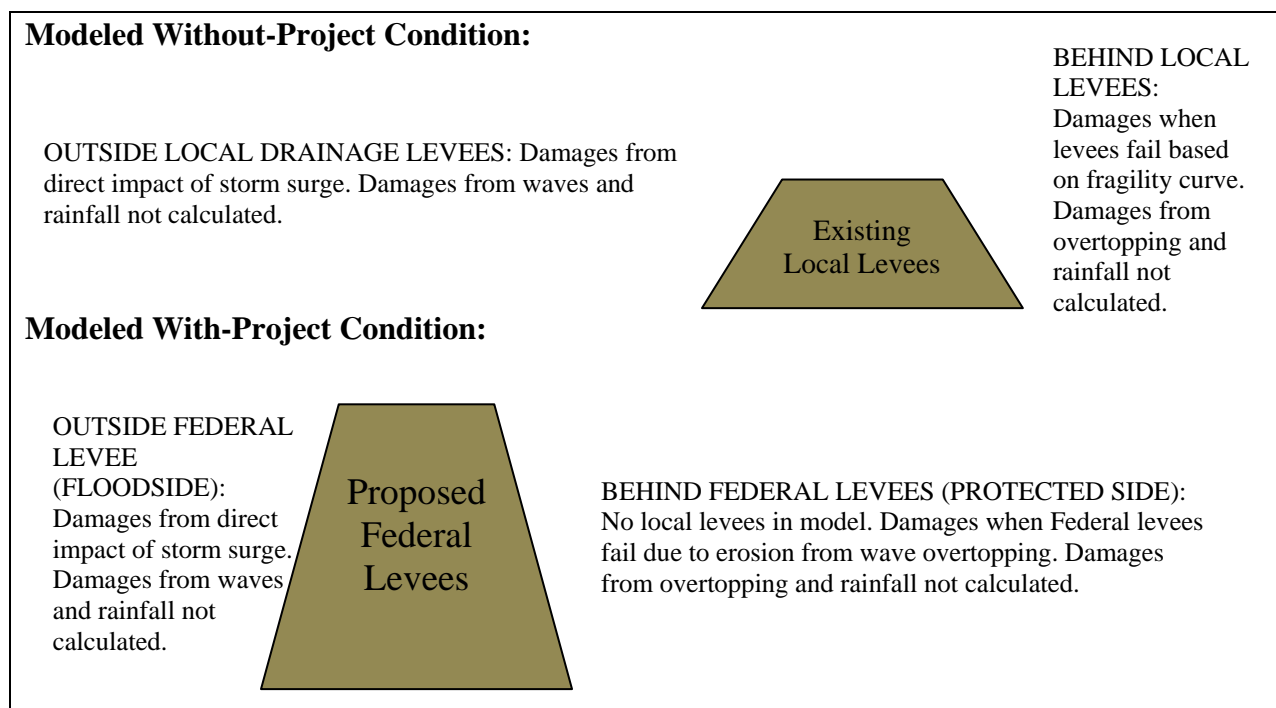 Modeled Without-Project Condition:
OUTSIDE LOCAL DRAINAGE LEVEES: Damages from
direct impact of storm surge. Damages from waves and
rainfall not calculated.
Existing
Local Levees
BEHIND LOCAL
LEVEES:
Damages when
levees fail based
on fragility curve.
Damages from
overtopping and
rainfall not
calculated.
Modeled With-Project Condition:
OUTSIDE FEDERAL
LEVEE
(FLOODSIDE):
Damages from direct
impact of storm surge.
Damages from waves
and rainfall not
calculated.
Proposed
Federal
Levees
BEHIND FEDERAL LEVEES (PROTECTED SIDE):
No local levees in model. Damages when Federal levees
fail due to erosion from wave overtopping. Damages
from overtopping and rainfall not calculated.